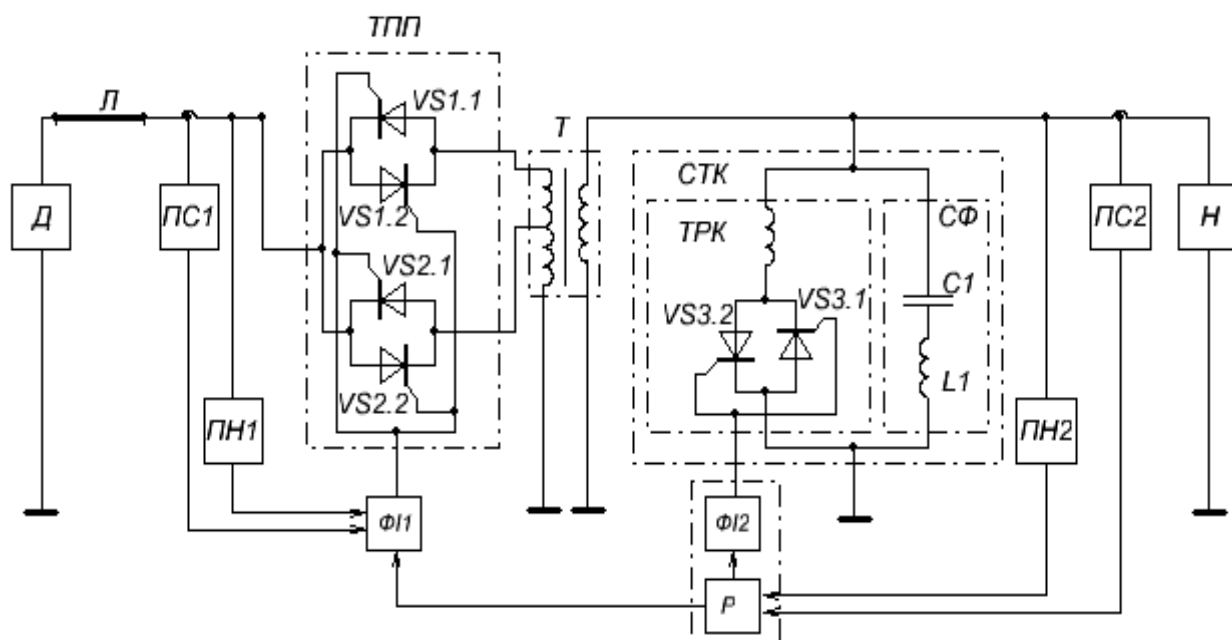 ТПП
Л
VS1.1
Т
VS1.2
СТК
ТРК
СФ
Д
ПС1
ПС2
Н
VS2.1
C1
VS3.2
VS3.1
L1
VS2.2
ПН1
ПН2
ФІ1
ФІ2
Р